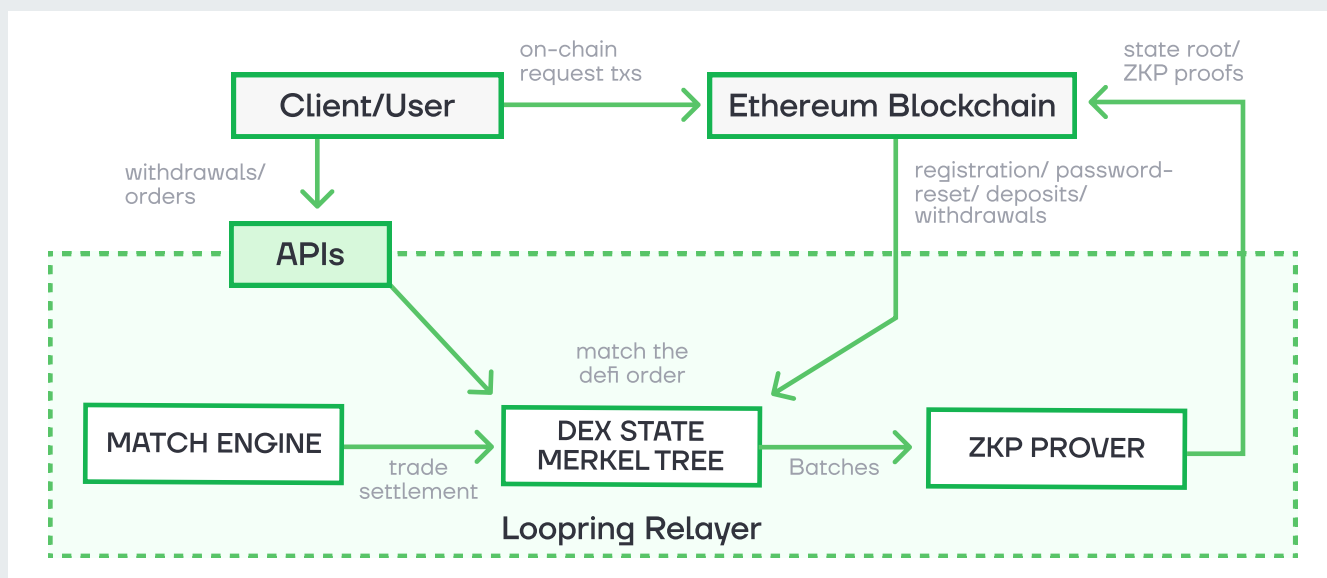 on-chain
request txs
state root/
ZKP proofs
Client/User
Ethereum Blockchain
withdrawals/
orders
registration/ password-
reset/ deposits/
withdrawals
APIs
match the
defi order
MATCH ENGINE
trade
settlement
DEX STATE
MERKEL TREE
Batches
ZKP PROVER
Loopring Relayer